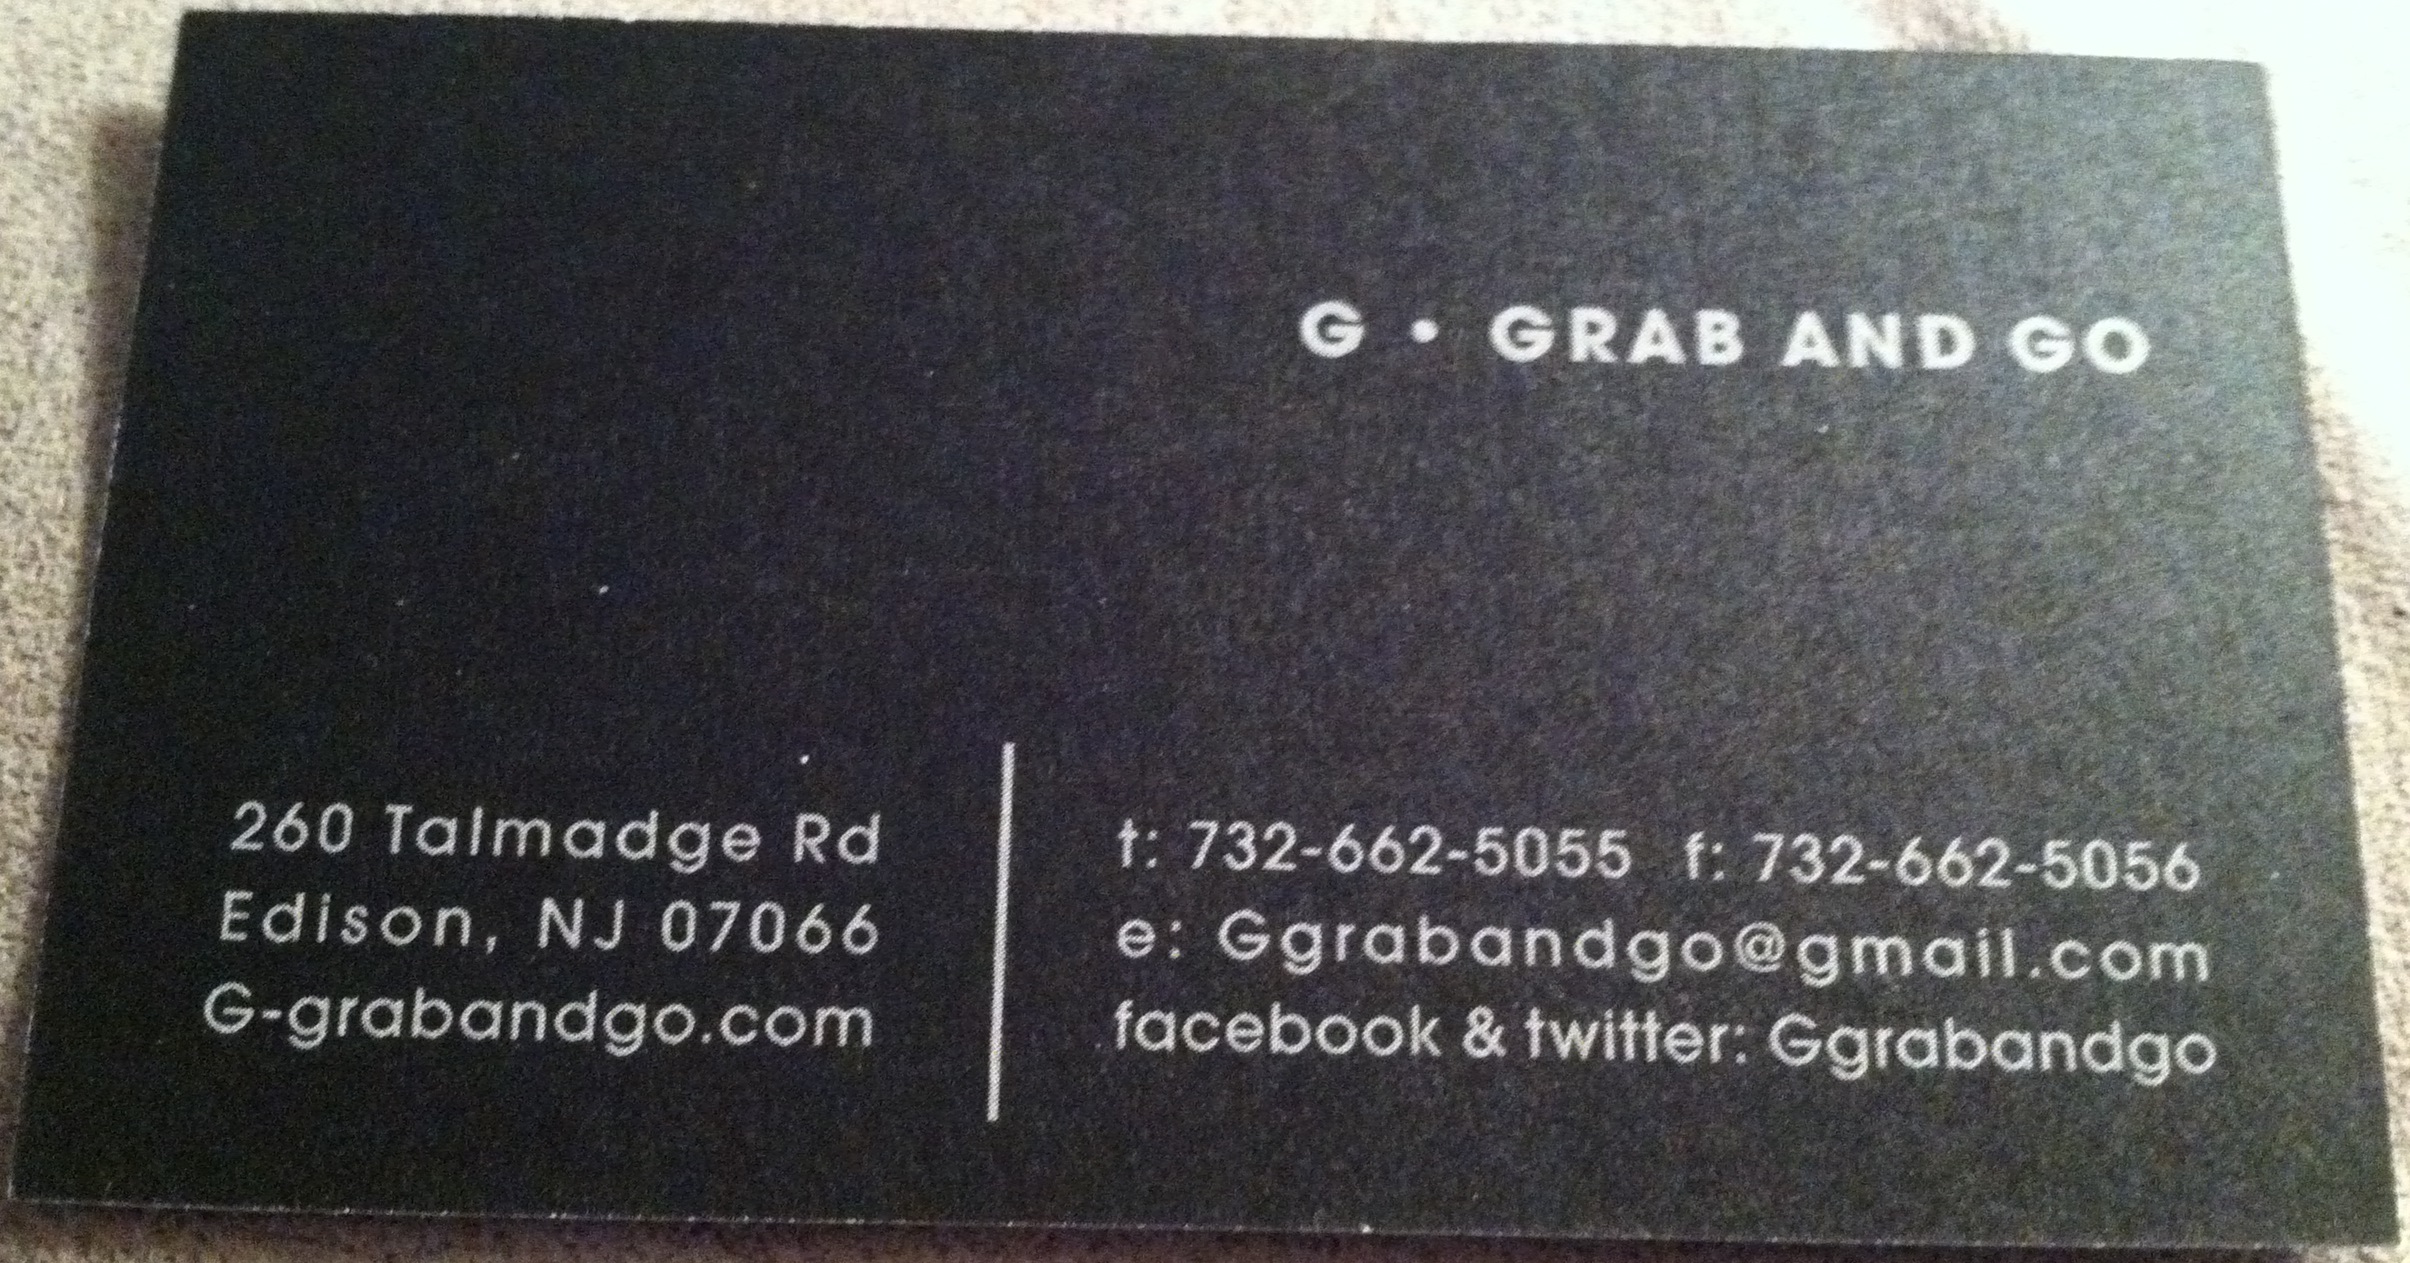 G • GRAB AND GO
260 Talmadge Rd
Edison, NJ 07066
G-grabandgo.com
t: 732-662-5055 f: 732-662-5056
e: Ggrabandgo@gmail.com
facebook & twitter: Ggrabandgo